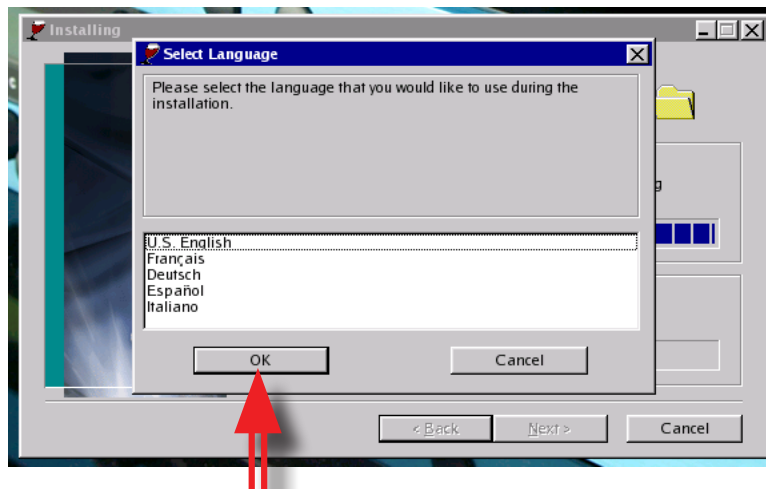 Installing
Select Language
Please select the language that you would like to use during the
installation.
g
U.S. English
Français
Deutsch
Español
Italiano
OK
Cancel
< Back
Next >
Cancel